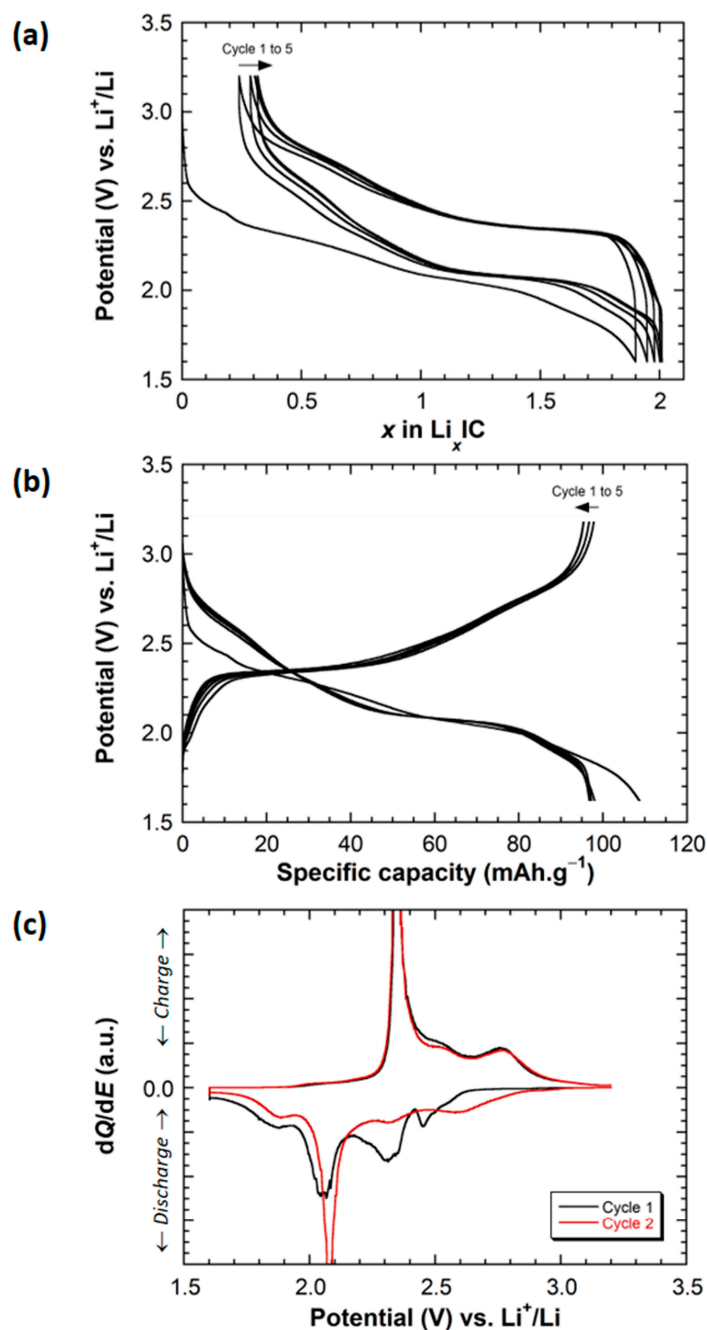 (a)
3.5
3.0
2.5
2.0
1.5
Potential (V) vs. Li⁺/Li
Cycle 1 to 5
0 0.5 1 1.5 2
x in LiₓIC
(b)
3.5
3.0
2.5
2.0
1.5
Potential (V) vs. Li⁺/Li
Cycle 1 to 5
0 20 40 60 80 100 120
Specific capacity (mAh.g⁻¹)
(c)
dQ/dE (a.u.)
← Charge →
0.0
← Discharge →
Cycle 1
Cycle 2
1.5 2.0 2.5 3.0 3.5
Potential (V) vs. Li⁺/Li